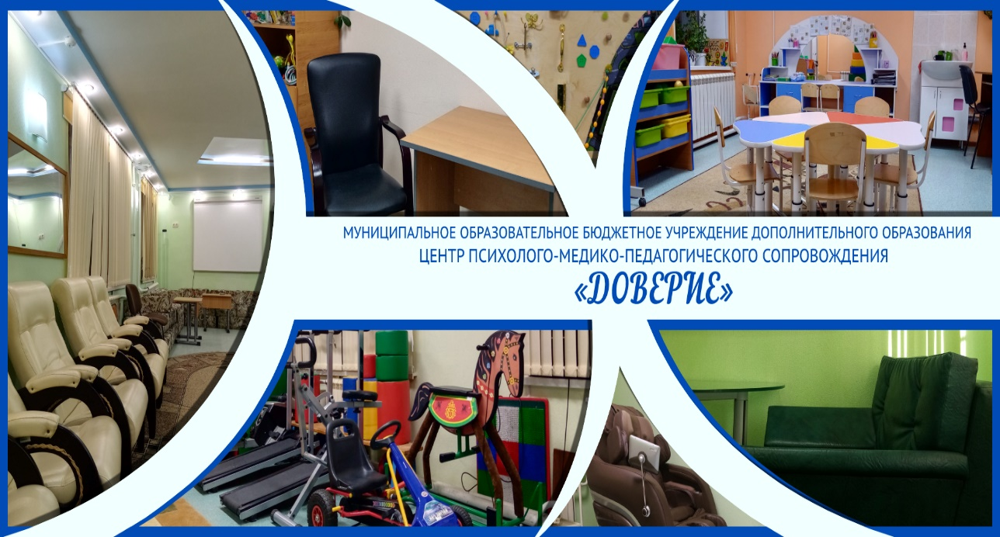 МУНИЦИПАЛЬНОЕ ОБРАЗОВАТЕЛЬНОЕ БЮДЖЕТНОЕ УЧРЕЖДЕНИЕ ДОПОЛНИТЕЛЬНОГО ОБРАЗОВАНИЯ
ЦЕНТР ПСИХОЛОГО-МЕДИКО-ПЕДАГОГИЧЕСКОГО СОПРОВОЖДЕНИЯ
«ДОВЕРИЕ»